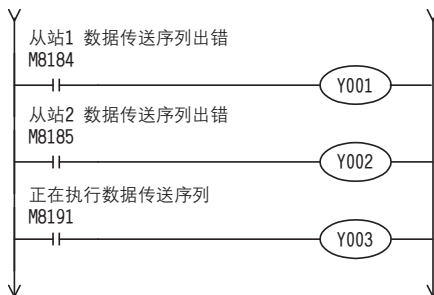 从站1 数据传送序列出错
M8184
Y001
从站2 数据传送序列出错
M8185
Y002
正在执行数据传送序列
M8191
Y003